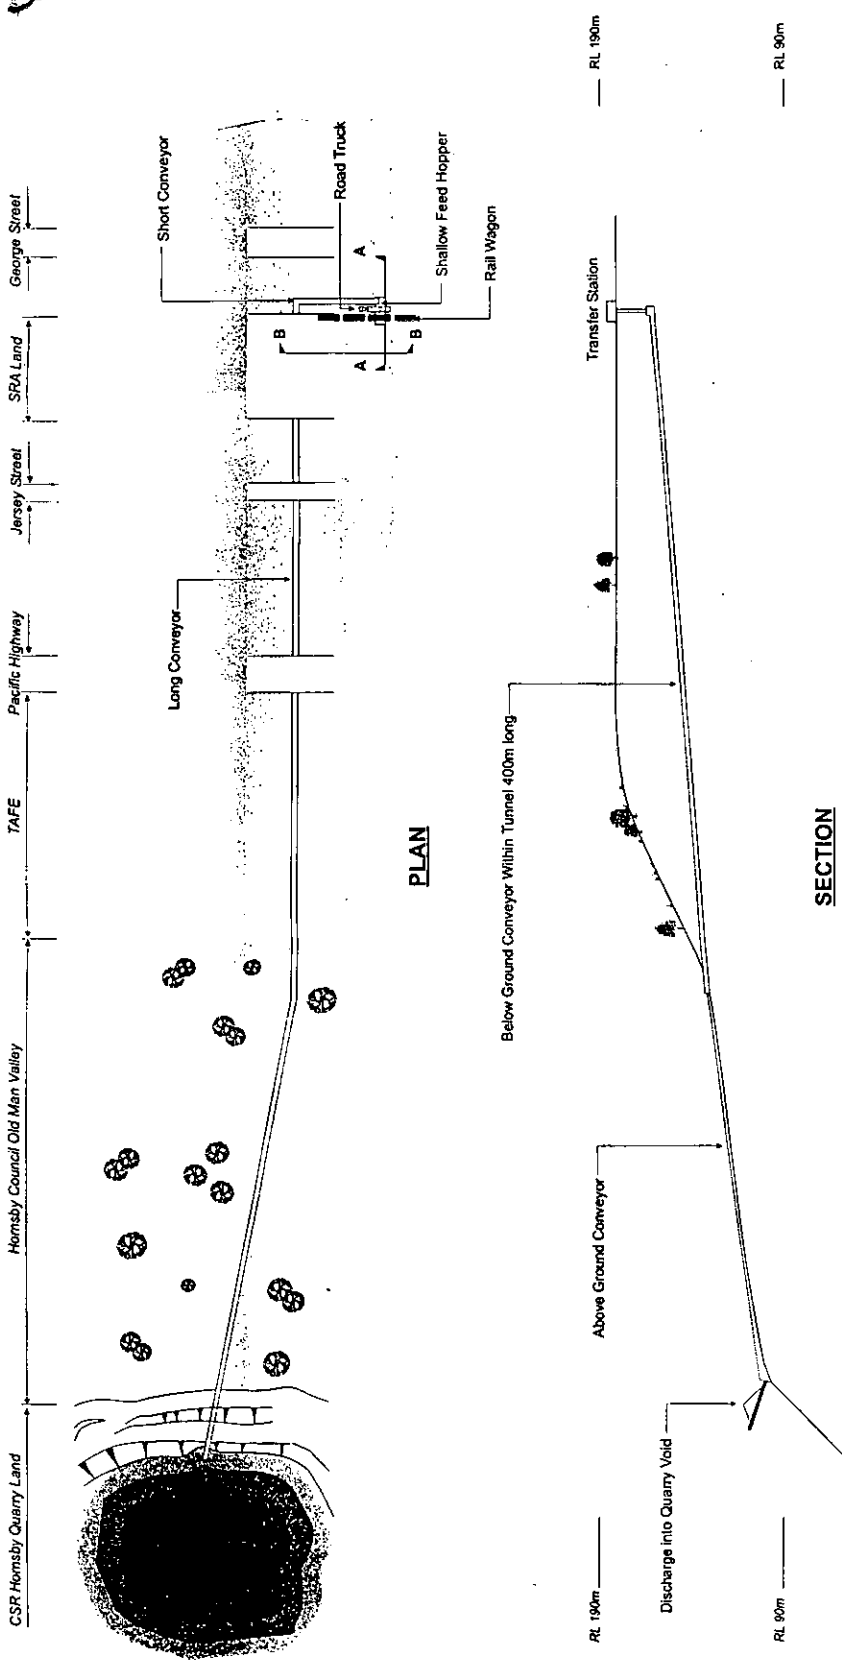 CSR Hornsby Quarry Land
Hornsby Council Old Man Valley
TAFE
Pacific Highway
Jersey Street
SRA Land
George Street
Short Conveyor
Long Conveyor
Road Truck
Shallow Feed Hopper
Rail Wagon
A
A
B
B
PLAN
RL 190m
RL 190m
Transfer Station
Below Ground Conveyor Within Tunnel 400m long
Above Ground Conveyor
Discharge into Quarry Void
RL 90m
RL 90m
SECTION